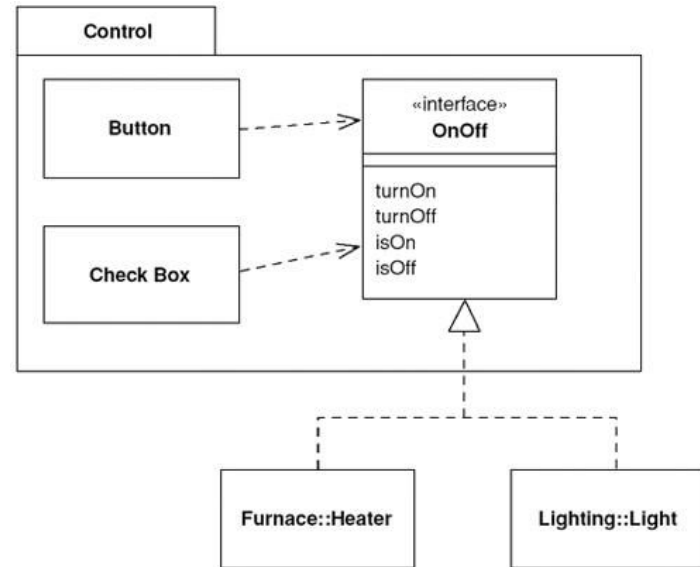 Control
Button
«interface»
OnOff
turnOn
turnOff
isOn
isOff
Check Box
Furnace::Heater
Lighting::Light